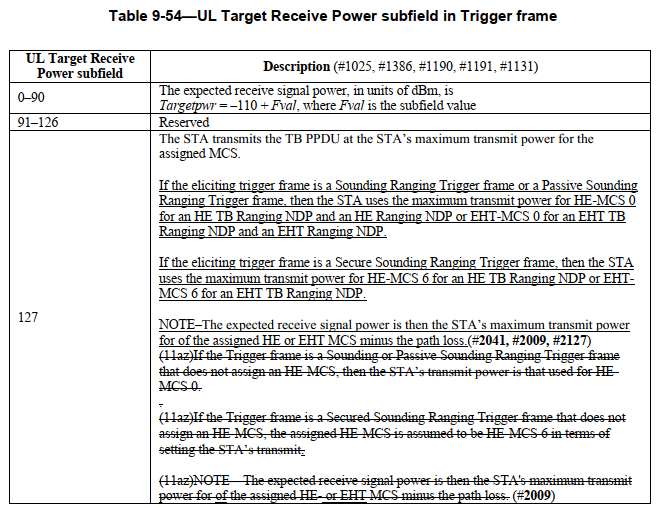 Table 9-54—UL Target Receive Power subfield in Trigger frame
UL Target Receive
Power subfield
Description (#1025, #1386, #1190, #1191, #1131)
0–90
The expected receive signal power, in units of dBm, is
Targetpwr = –110 + Fval, where Fval is the subfield value
91–126
Reserved
127
The STA transmits the TB PPDU at the STA's maximum transmit power for the
assigned MCS.
If the eliciting trigger frame is a Sounding Ranging Trigger frame or a Passive Sounding
Ranging Trigger frame, then the STA uses the maximum transmit power for HE-MCS 0
for an HE TB Ranging NDP and an HE Ranging NDP or EHT-MCS 0 for an EHT TB
Ranging NDP and an EHT Ranging NDP.
If the eliciting trigger frame is a Secure Sounding Ranging Trigger frame, then the STA
uses the maximum transmit power for HE-MCS 6 for an HE TB Ranging NDP or EHT-
MCS 6 for an EHT TB Ranging NDP.
NOTE–The expected receive signal power is then the STA's maximum transmit power
for of the assigned HE or EHT MCS minus the path loss.(#2041, #2009, #2127)
(11az)If the Trigger frame is a Sounding or Passive Sounding Ranging Trigger frame
that does not assign an HE-MCS, then the STA's transmit power is that used for HE-
MCS 0.
(11az)If the Trigger frame is a Secured Sounding Ranging Trigger frame that does not
assign an HE-MCS, the assigned HE-MCS is assumed to be HE-MCS 6 in terms of
setting the STA's transmit.
(11az)NOTE—The expected receive signal power is then the STA's maximum transmit
power for of the assigned HE- or EHT MCS minus the path loss. (#2009)